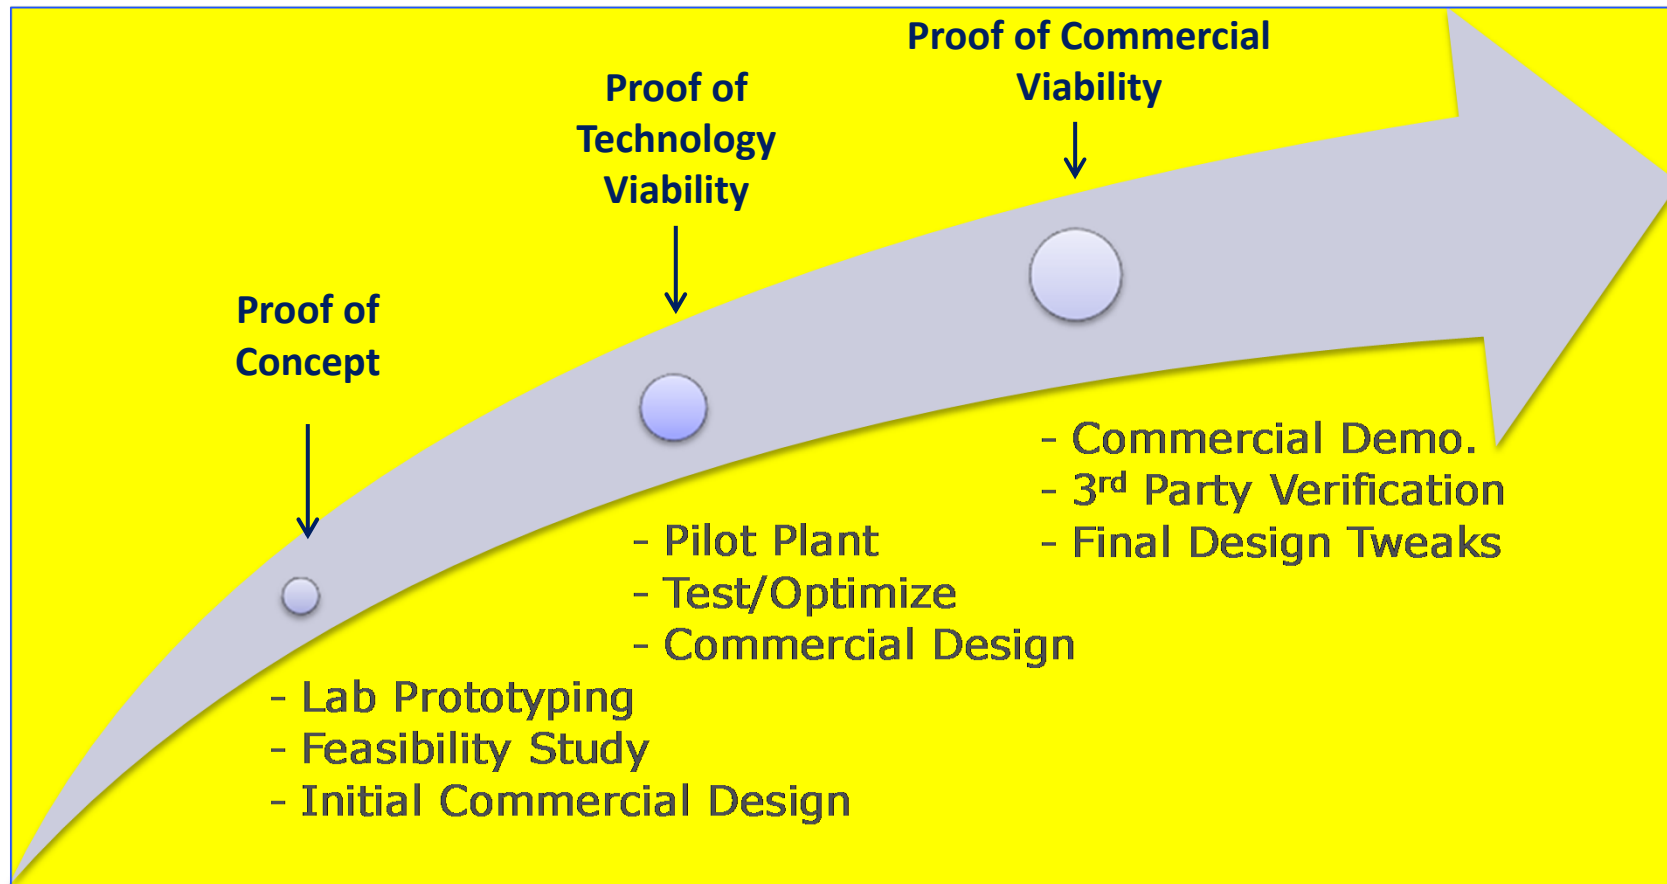 Proof of
Concept
- Lab Prototyping
- Feasibility Study
- Initial Commercial Design
Proof of
Technology
Viability
- Pilot Plant
- Test/Optimize
- Commercial Design
Proof of Commercial
Viability
- Commercial Demo.
- 3rd Party Verification
- Final Design Tweaks